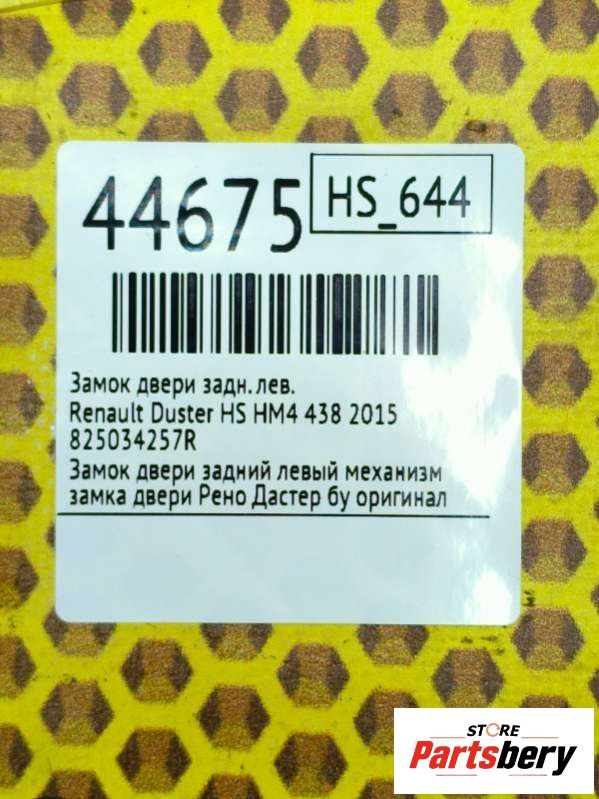 44675
HS_644
Замок двери задн. лев.
Renault Duster HS HM4 438 2015
825034257R
Замок двери задний левый механизм
замка двери Рено Дастер бу оригинал
STORE
Partsbery